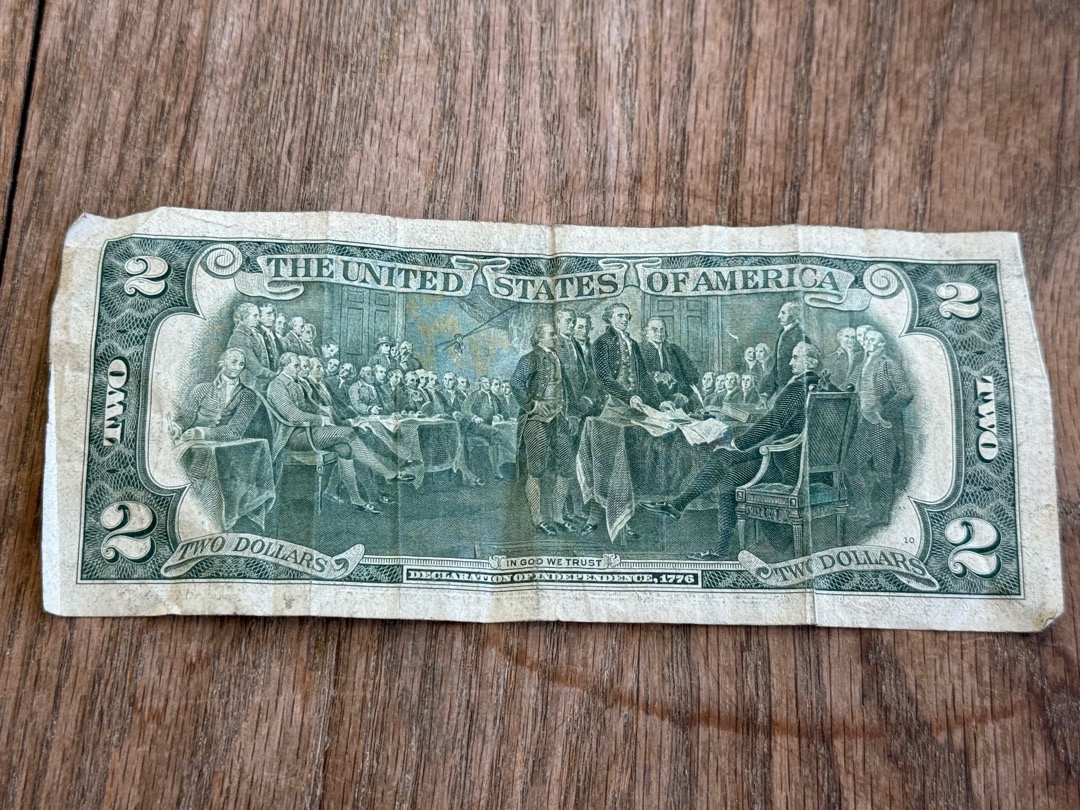 THE UNITED STATES OF AMERICA
2
2
TWO
TWO
2
2
10
TWO DOLLARS
TWO DOLLARS
IN GOD WE TRUST
DECLARATION OF INDEPENDENCE, 1776